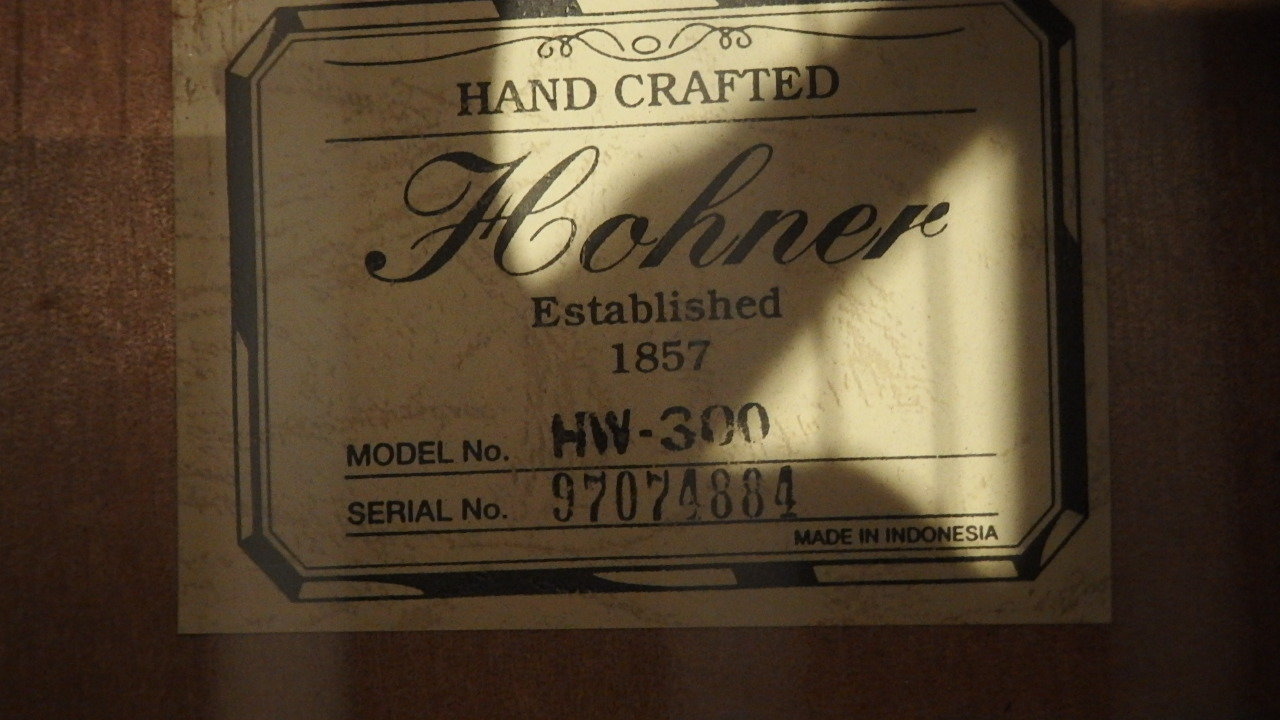 HAND CRAFTED
Hohner
Established
1857
MODEL No. HW-300
SERIAL No. 97074884
MADE IN INDONESIA